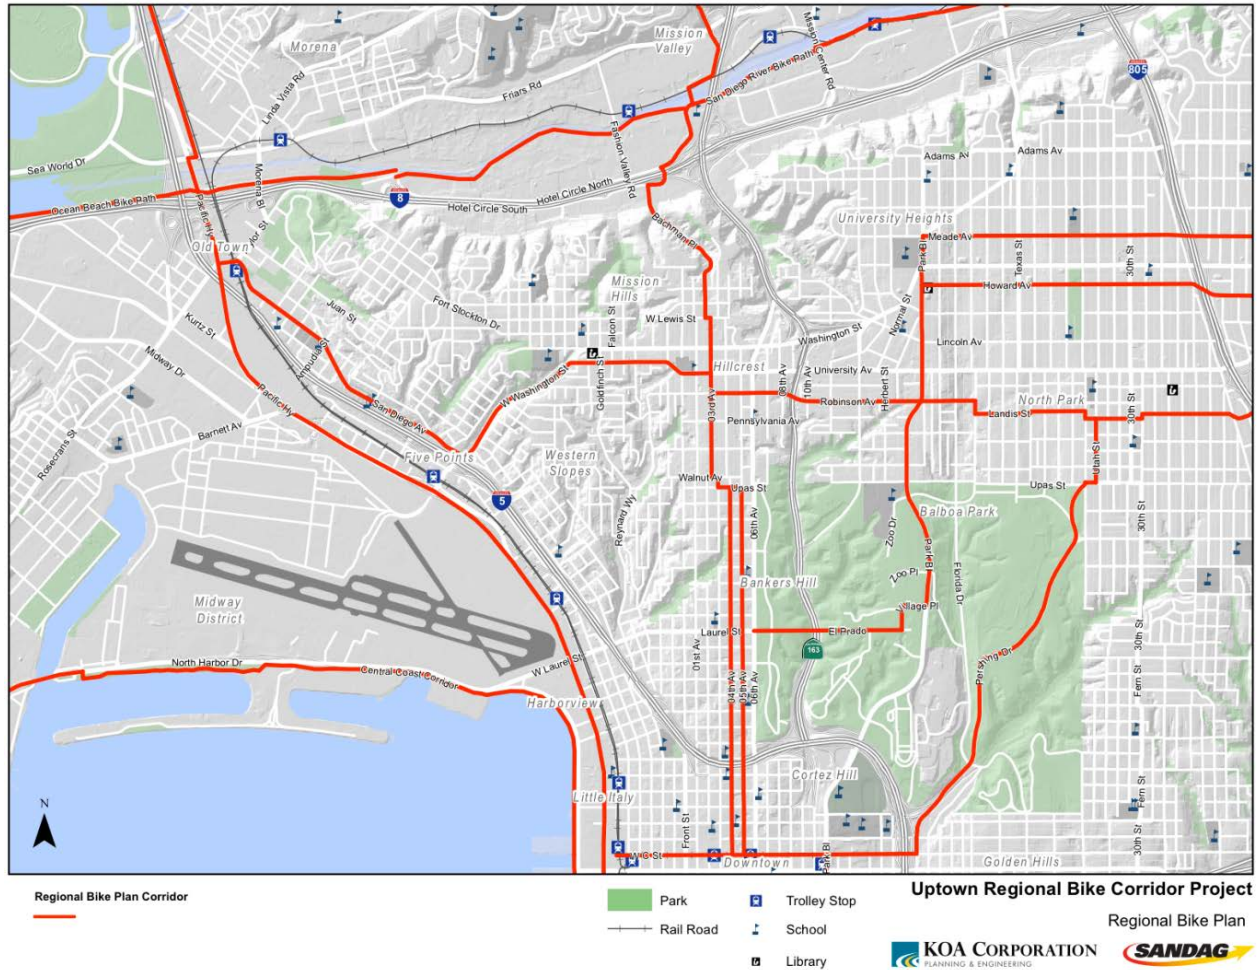 Morena
Mission
Valley
Mission Center Rd
805
Linda Vista Rd
Friars Rd
San Diego River Bike Path
Sea World Dr
Morena Bl
Fashion Valley Rd
Adams Av
Adams Av
Ocean Beach Bike Path
Pacific Hy
8
Hotel Circle South
Hotel Circle North
Bachman Pl
University Heights
Meade Av
Old Town
Park Bl
Texas St
30th St
Mission
Hills
Howard Av
Juan St
Fort Stockton Dr
Falcon St
W Lewis St
Normal St
Kurtz St
Washington St
Lincoln Av
Midway Dr
Ampudia St
Goldfinch St
Hillcrest
University Av
W Washington St
08th Av
10th Av
Herbert St
Pacific Hy
San Diego Av
03rd Av
Robinson Av
North Park
Landis St
30th St
Pennsylvania Av
Barnett Av
Rosecrans St
Five Points
Western
Slopes
Utah St
Walnut Av
Upas St
Upas St
5
Reynard Wy
06th Av
Zoo Dr
Balboa Park
30th St
Park Bl
Zoo Pl
Florida Dr
Bankers Hill
Midway
District
Village Pl
Laurel St
El Prado
30th St
163
North Harbor Dr
Central Coast Corridor
W Laurel St
01st Av
04th Av
05th Av
06th Av
Pershing Dr
Fern St
Harborview
Cortez Hill
Little Italy
Fern St
Front St
30th St
N
W C St
Downtown
Park Bl
Golden Hills
Regional Bike Plan Corridor
Park
Rail Road
Trolley Stop
School
Library
Uptown Regional Bike Corridor Project
Regional Bike Plan
KOA CORPORATION
PLANNING & ENGINEERING
SANDAG